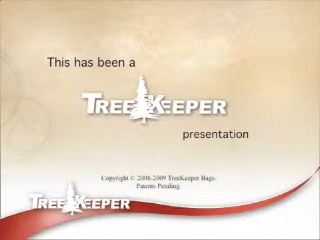 This has been a
TREEKEEPER
presentation
Copyright © 2008-2009 TreeKeeper Bags.
Patents Pending.
TREEKEEPER